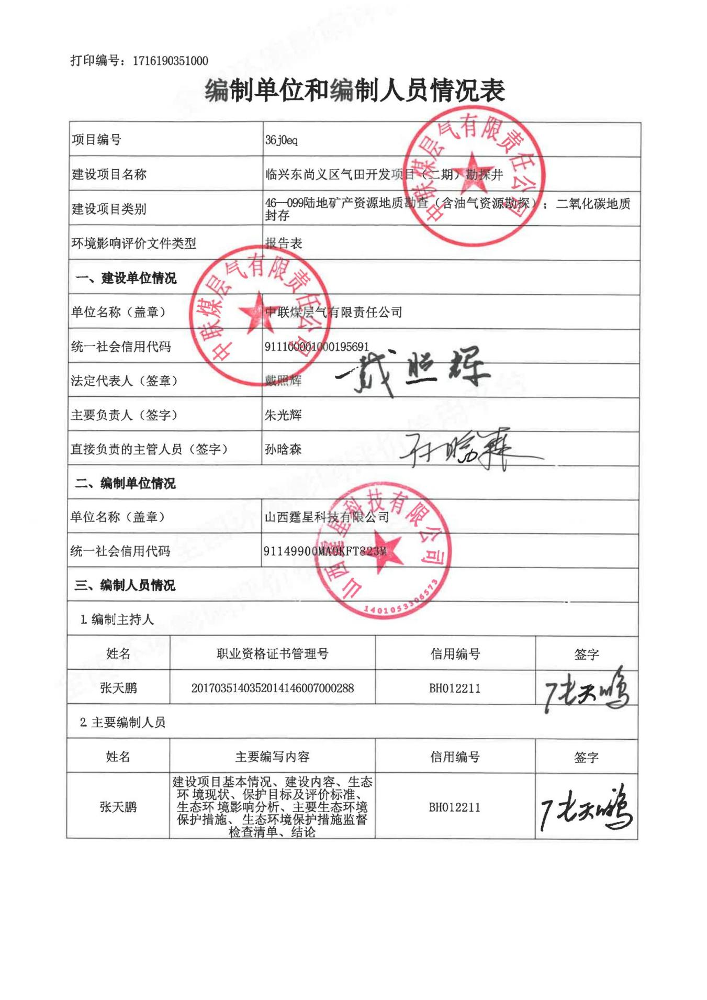 打印编号：1716190351000
编制单位和编制人员情况表
项目编号 36j0eq
建设项目名称 临兴东尚义区气田开发项目（二期）勘探井
建设项目类别 46—099陆地矿产资源地质勘查（含油气资源勘探）；二氧化碳地质
封存
环境影响评价文件类型 报告表
一、建设单位情况
单位名称（盖章） 中联煤层气有限责任公司
统一社会信用代码 911100001000195691
法定代表人（签章） 戴照辉 戴照辉
主要负责人（签字） 朱光辉
直接负责的主管人员（签字） 孙晗森 孙晗森
二、编制单位情况
单位名称（盖章） 山西霆星科技有限公司
统一社会信用代码 91149900MA0KFT823M
三、编制人员情况
1.编制主持人
姓名 职业资格证书管理号 信用编号 签字
张天鹏 2017035140352014146007000288 BH012211 张天鹏
2.主要编制人员
姓名 主要编写内容 信用编号 签字
张天鹏 建设项目基本情况、建设内容、生态
环 境现状、保护目标及评价标准、
生态环 境影响分析、主要生态环境
保护措施、 生态环境保护措施监督
检查清单、结论 BH012211 张天鹏
中联煤层气有限责任公司
中联煤层气有限责任公司
山西霆星科技有限公司
1401053306573